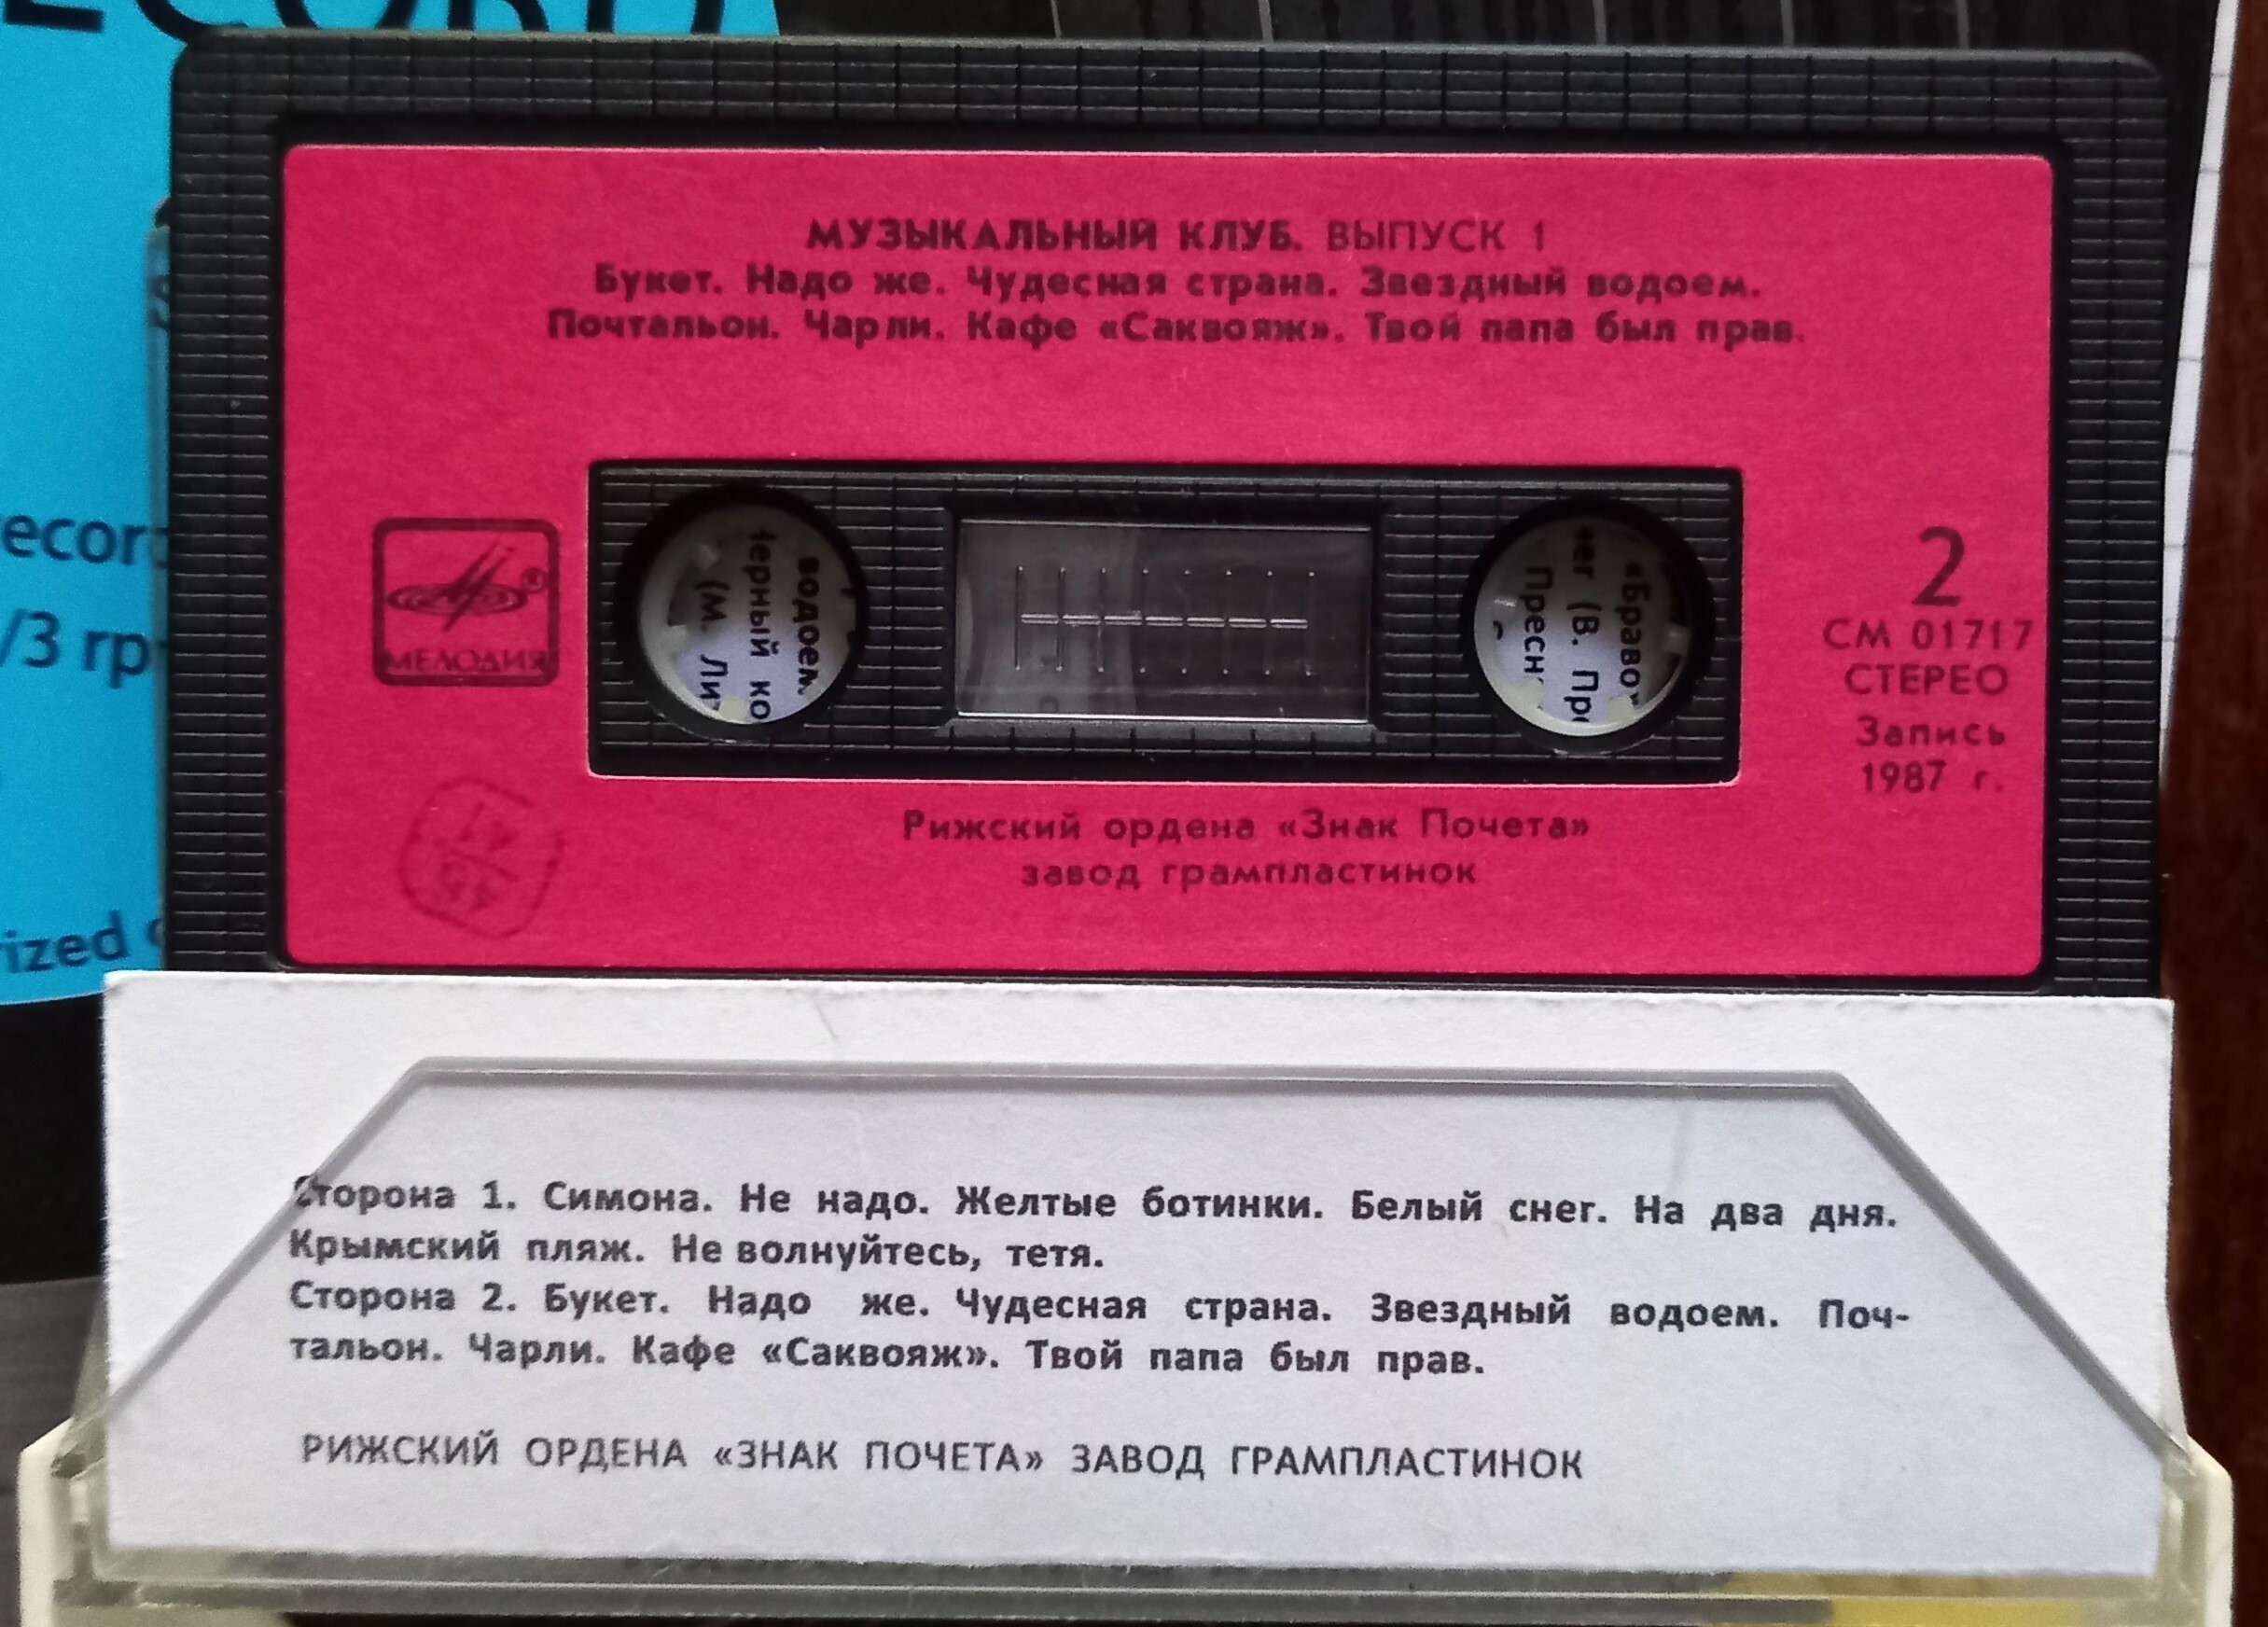 МУЗЫКАЛЬНЫЙ КЛУБ. ВЫПУСК 1
Букет. Надо же. Чудесная страна. Звездный водоем.
Почтальон. Чарли. Кафе «Саквояж». Твой папа был прав.
МЕЛОДИЯ
®
водоем.
(М.
«Браво»
2
СМ 01717
СТЕРЕО
Запись
1987 г.
Рижский ордена «Знак Почета»
завод грампластинок
Сторона 1. Симона. Не надо. Желтые ботинки. Белый снег. На два дня.
Крымский пляж. Не волнуйтесь, тетя.
Сторона 2. Букет. Надо же. Чудесная страна. Звездный водоем. Поч-
тальон. Чарли. Кафе «Саквояж». Твой папа был прав.
РИЖСКИЙ ОРДЕНА «ЗНАК ПОЧЕТА» ЗАВОД ГРАМПЛАСТИНОК